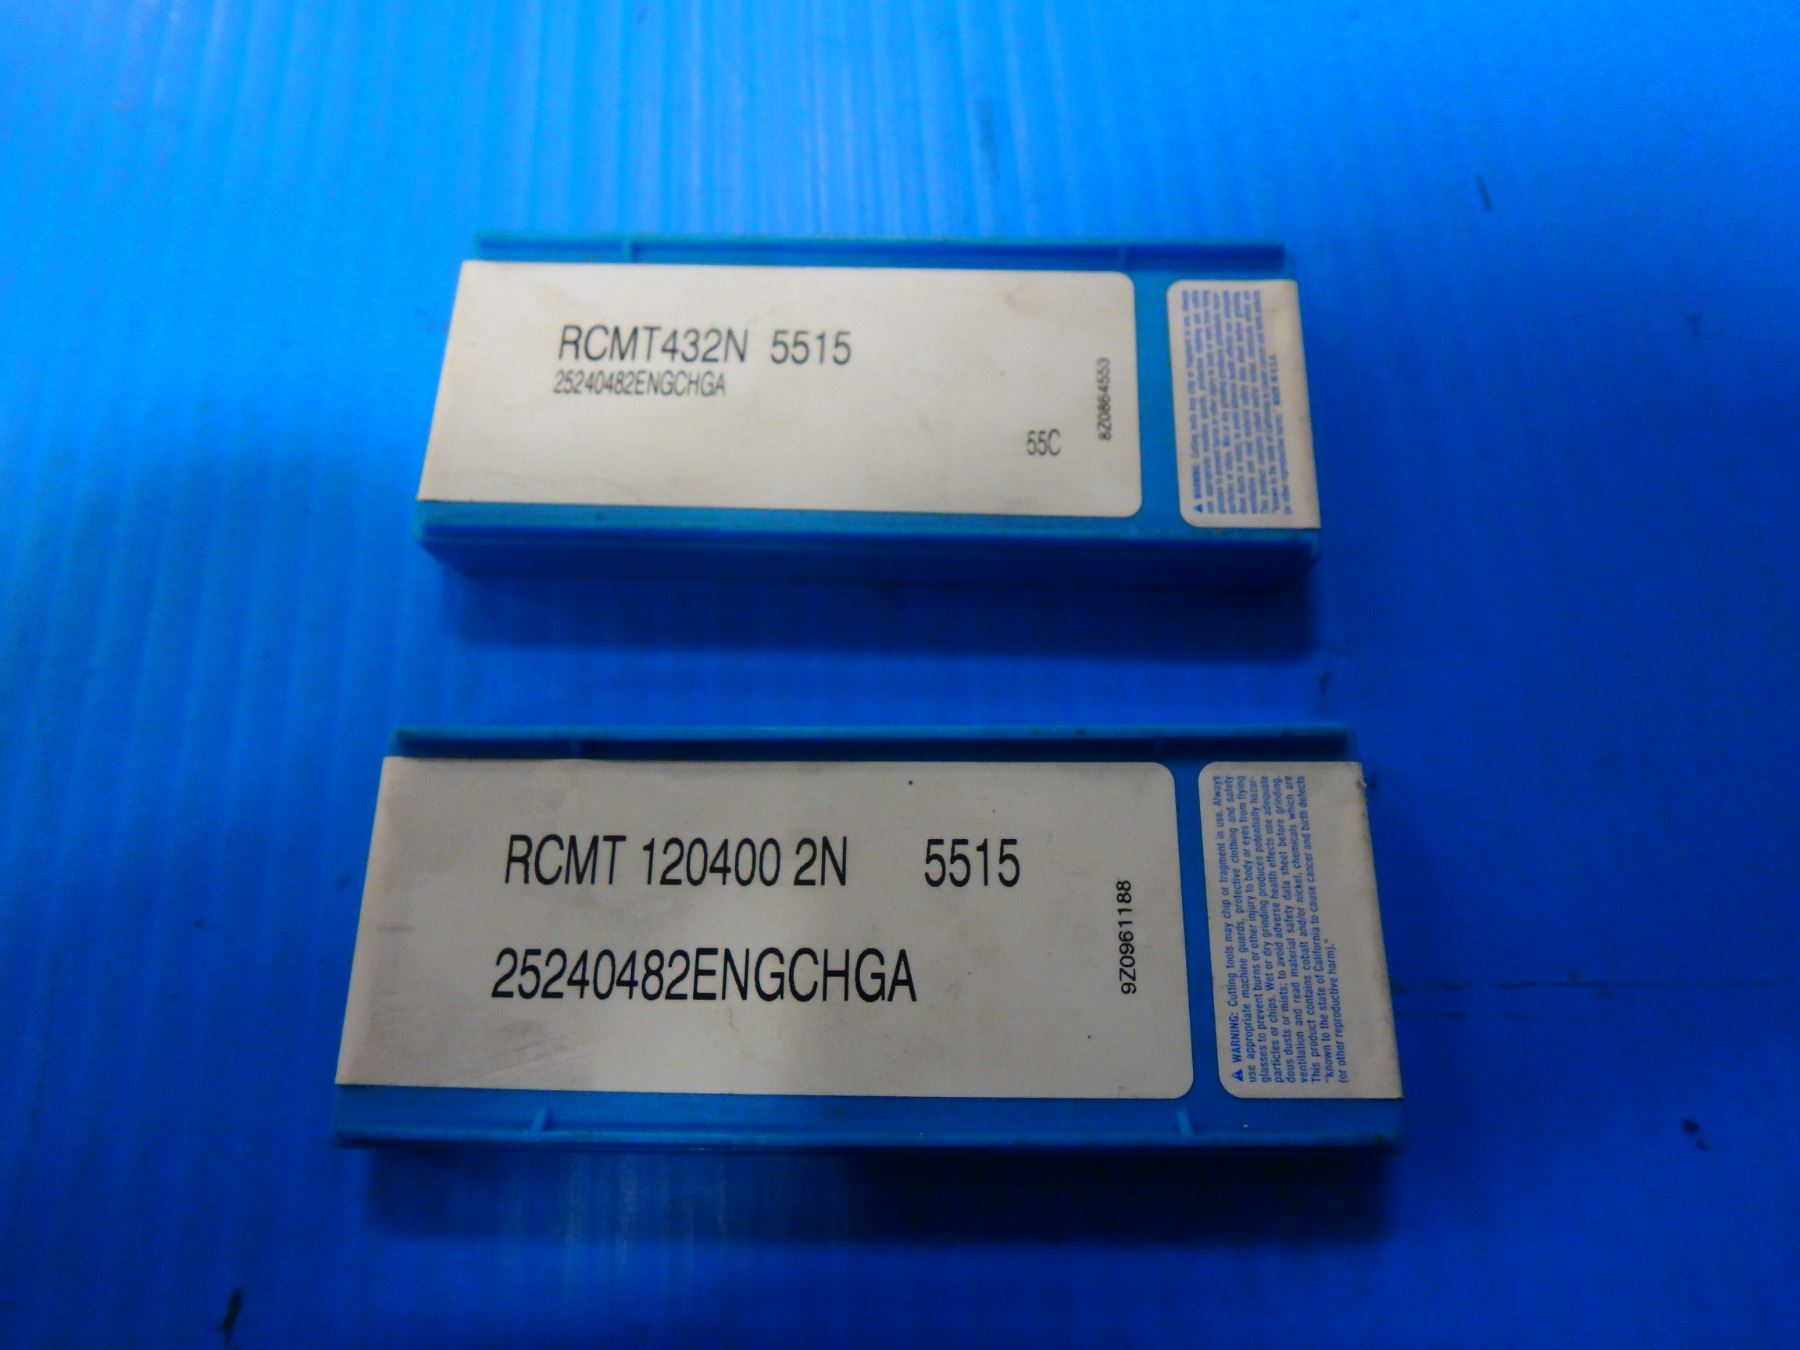 RCMT432N 5515
25240482ENGCHGA
55C
8Z0864553
RCMT 120400 2N 5515
25240482ENGCHGA
9Z0961188
WARNING: Cutting tools may chip or fragment in use. Always
use appropriate machine guards, protective clothing and safety
glasses to prevent burns or other injury to body or eyes from flying
particles or chips. Wet or dry grinding produces potentially hazar-
dous dusts or mists; to avoid adverse health effects use adequate
ventilation and read material safety data sheet before grinding.
This product contains cobalt and/or nickel, chemicals which are
"known to the state of California to cause cancer and birth defects
(or other reproductive harm)."